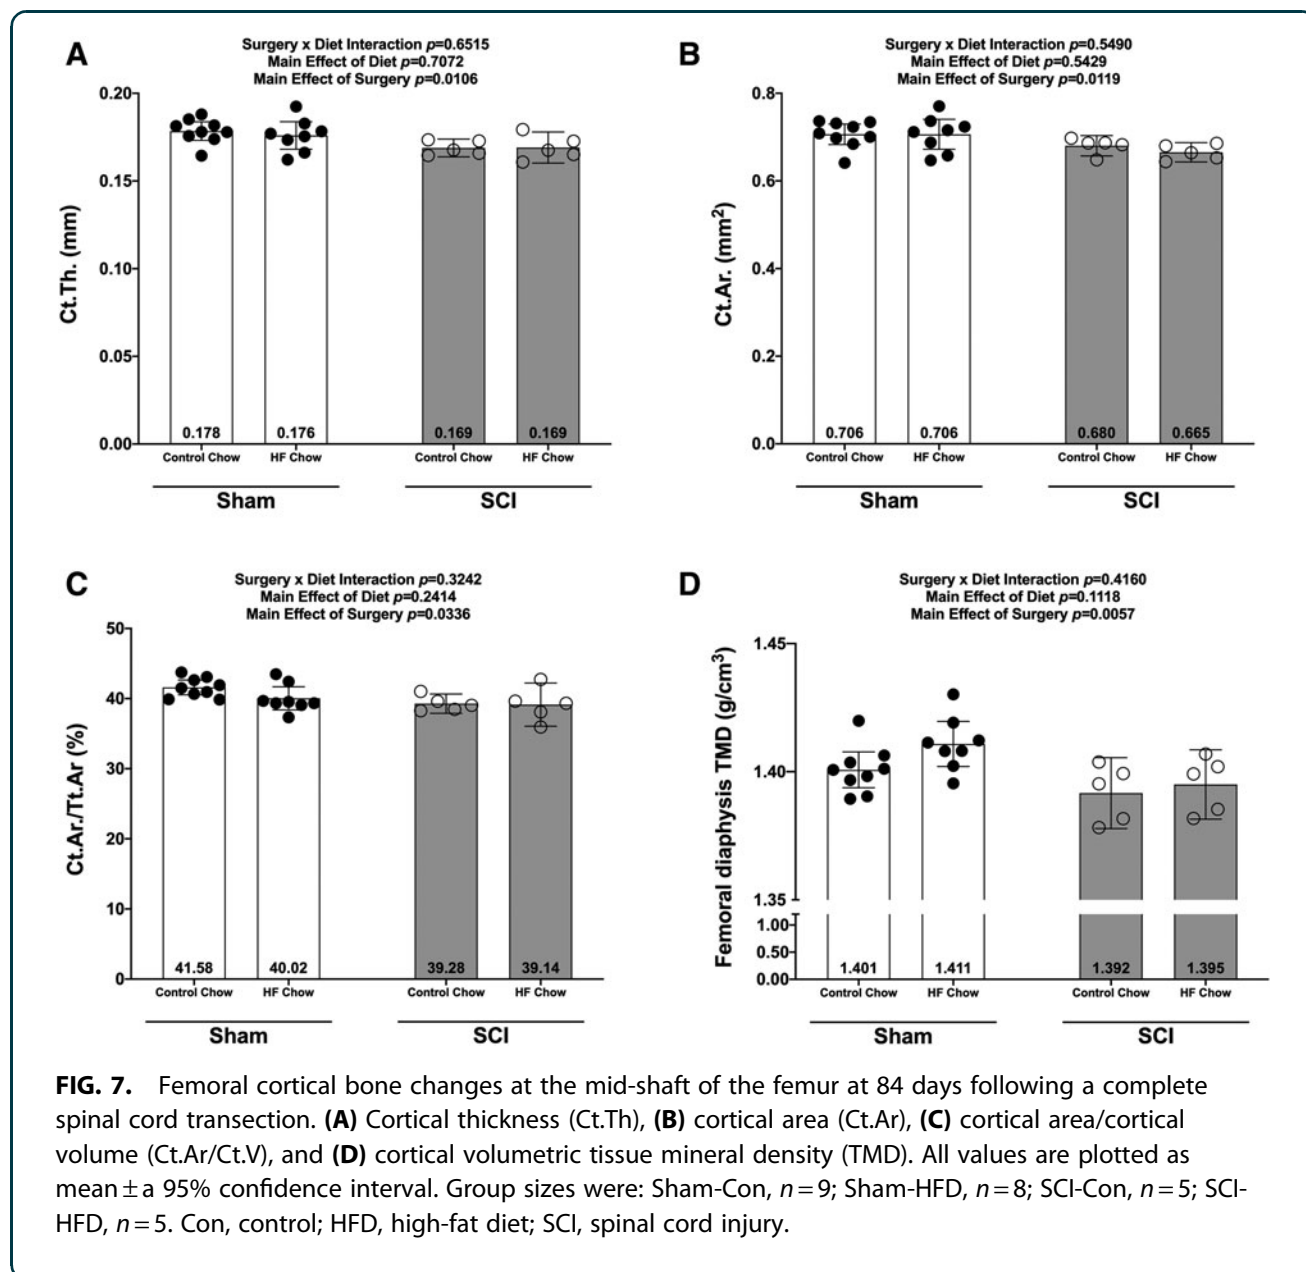 A
Surgery x Diet Interaction p=0.6515
Main Effect of Diet p=0.7072
Main Effect of Surgery p=0.0106
Ct.Th. (mm)
0.20
0.15
0.10
0.05
0.00
0.178
0.176
0.169
0.169
Control Chow
HF Chow
Control Chow
HF Chow
Sham
SCI
B
Surgery x Diet Interaction p=0.5490
Main Effect of Diet p=0.5429
Main Effect of Surgery p=0.0119
Ct.Ar. (mm²)
0.8
0.6
0.4
0.2
0.0
0.706
0.706
0.680
0.665
Control Chow
HF Chow
Control Chow
HF Chow
Sham
SCI
C
Surgery x Diet Interaction p=0.3242
Main Effect of Diet p=0.2414
Main Effect of Surgery p=0.0336
Ct.Ar./Tt.Ar (%)
50
40
30
20
10
0
41.58
40.02
39.28
39.14
Control Chow
HF Chow
Control Chow
HF Chow
Sham
SCI
D
Surgery x Diet Interaction p=0.4160
Main Effect of Diet p=0.1118
Main Effect of Surgery p=0.0057
Femoral diaphysis TMD (g/cm³)
1.45
1.40
1.35
1.00
0.50
0.00
1.401
1.411
1.392
1.395
Control Chow
HF Chow
Control Chow
HF Chow
Sham
SCI
FIG. 7. Femoral cortical bone changes at the mid-shaft of the femur at 84 days following a complete
spinal cord transection. (A) Cortical thickness (Ct.Th), (B) cortical area (Ct.Ar), (C) cortical area/cortical
volume (Ct.Ar/Ct.V), and (D) cortical volumetric tissue mineral density (TMD). All values are plotted as
mean ± a 95% confidence interval. Group sizes were: Sham-Con, n = 9; Sham-HFD, n = 8; SCI-Con, n = 5; SCI-
HFD, n = 5. Con, control; HFD, high-fat diet; SCI, spinal cord injury.